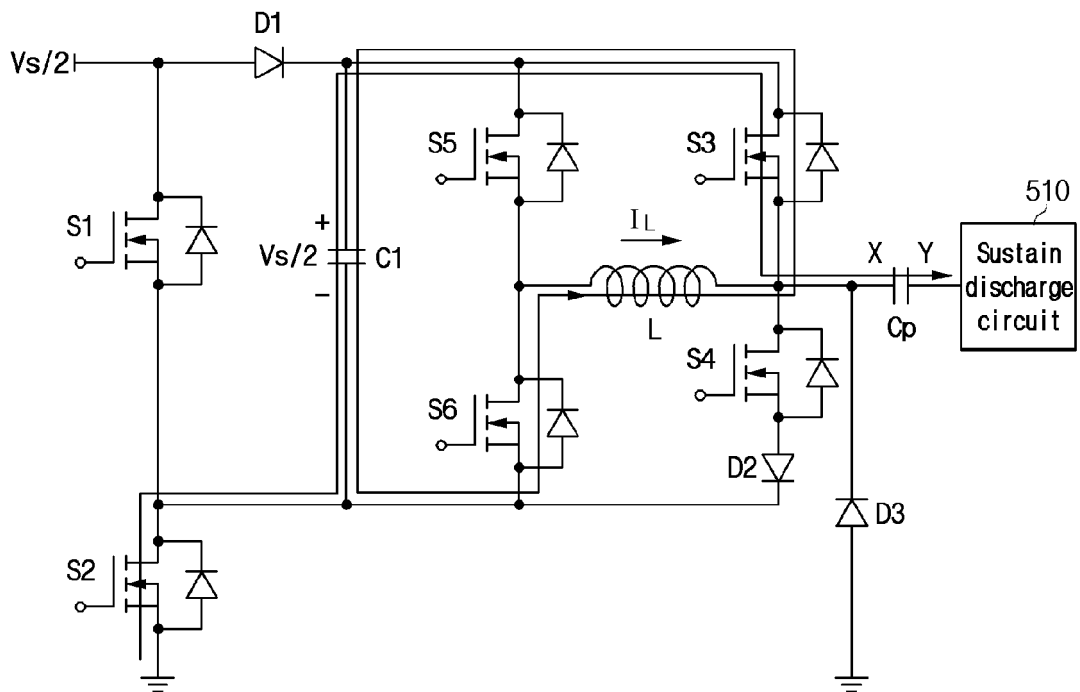 D1
Vs/2
S5
S3
510
S1
+
Vs/2
C1
−
IL
X
Y
Sustain
discharge
circuit
L
Cp
S4
S6
D2
D3
S2